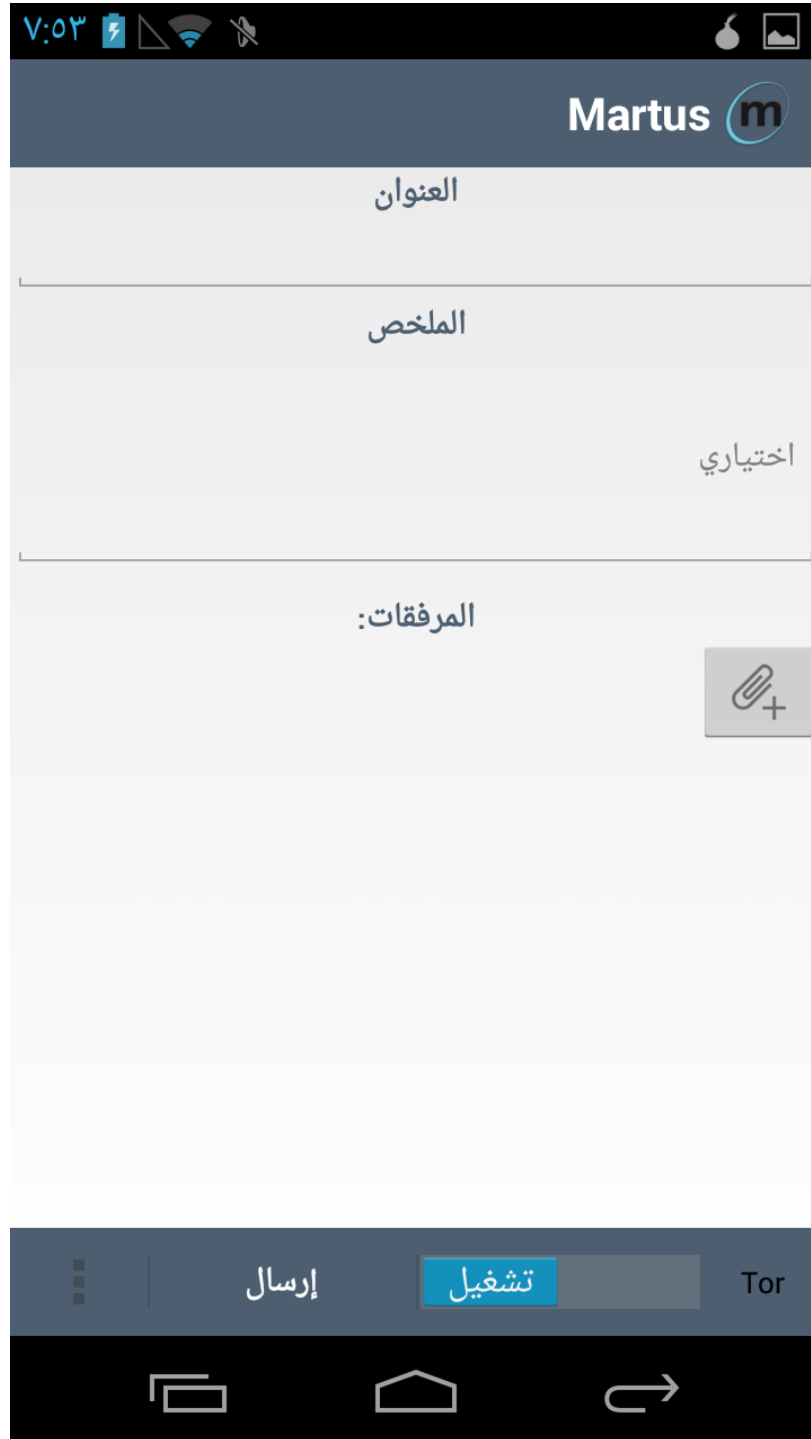 ٧:٥٣
Martus
العنوان
الملخص
اختياري
المرفقات:
Tor تشغيل إرسال